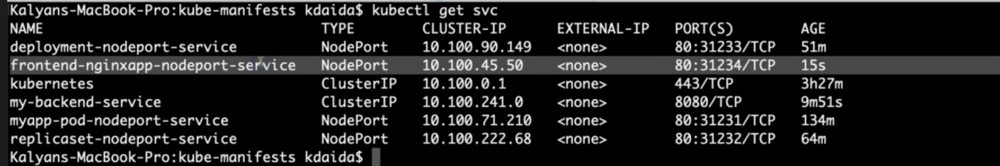 Kalyans-MacBook-Pro:kube-manifests kdaida$ kubectl get svc
NAME TYPE CLUSTER-IP EXTERNAL-IP PORT(S) AGE
deployment-nodeport-service NodePort 10.100.90.149 <none> 80:31233/TCP 51m
frontend-nginxapp-nodeport-service NodePort 10.100.45.50 <none> 80:31234/TCP 15s
kubernetes ClusterIP 10.100.0.1 <none> 443/TCP 3h27m
my-backend-service ClusterIP 10.100.241.0 <none> 8080/TCP 9m51s
myapp-pod-nodeport-service NodePort 10.100.71.210 <none> 80:31231/TCP 134m
replicaset-nodeport-service NodePort 10.100.222.68 <none> 80:31232/TCP 64m
Kalyans-MacBook-Pro:kube-manifests kdaida$